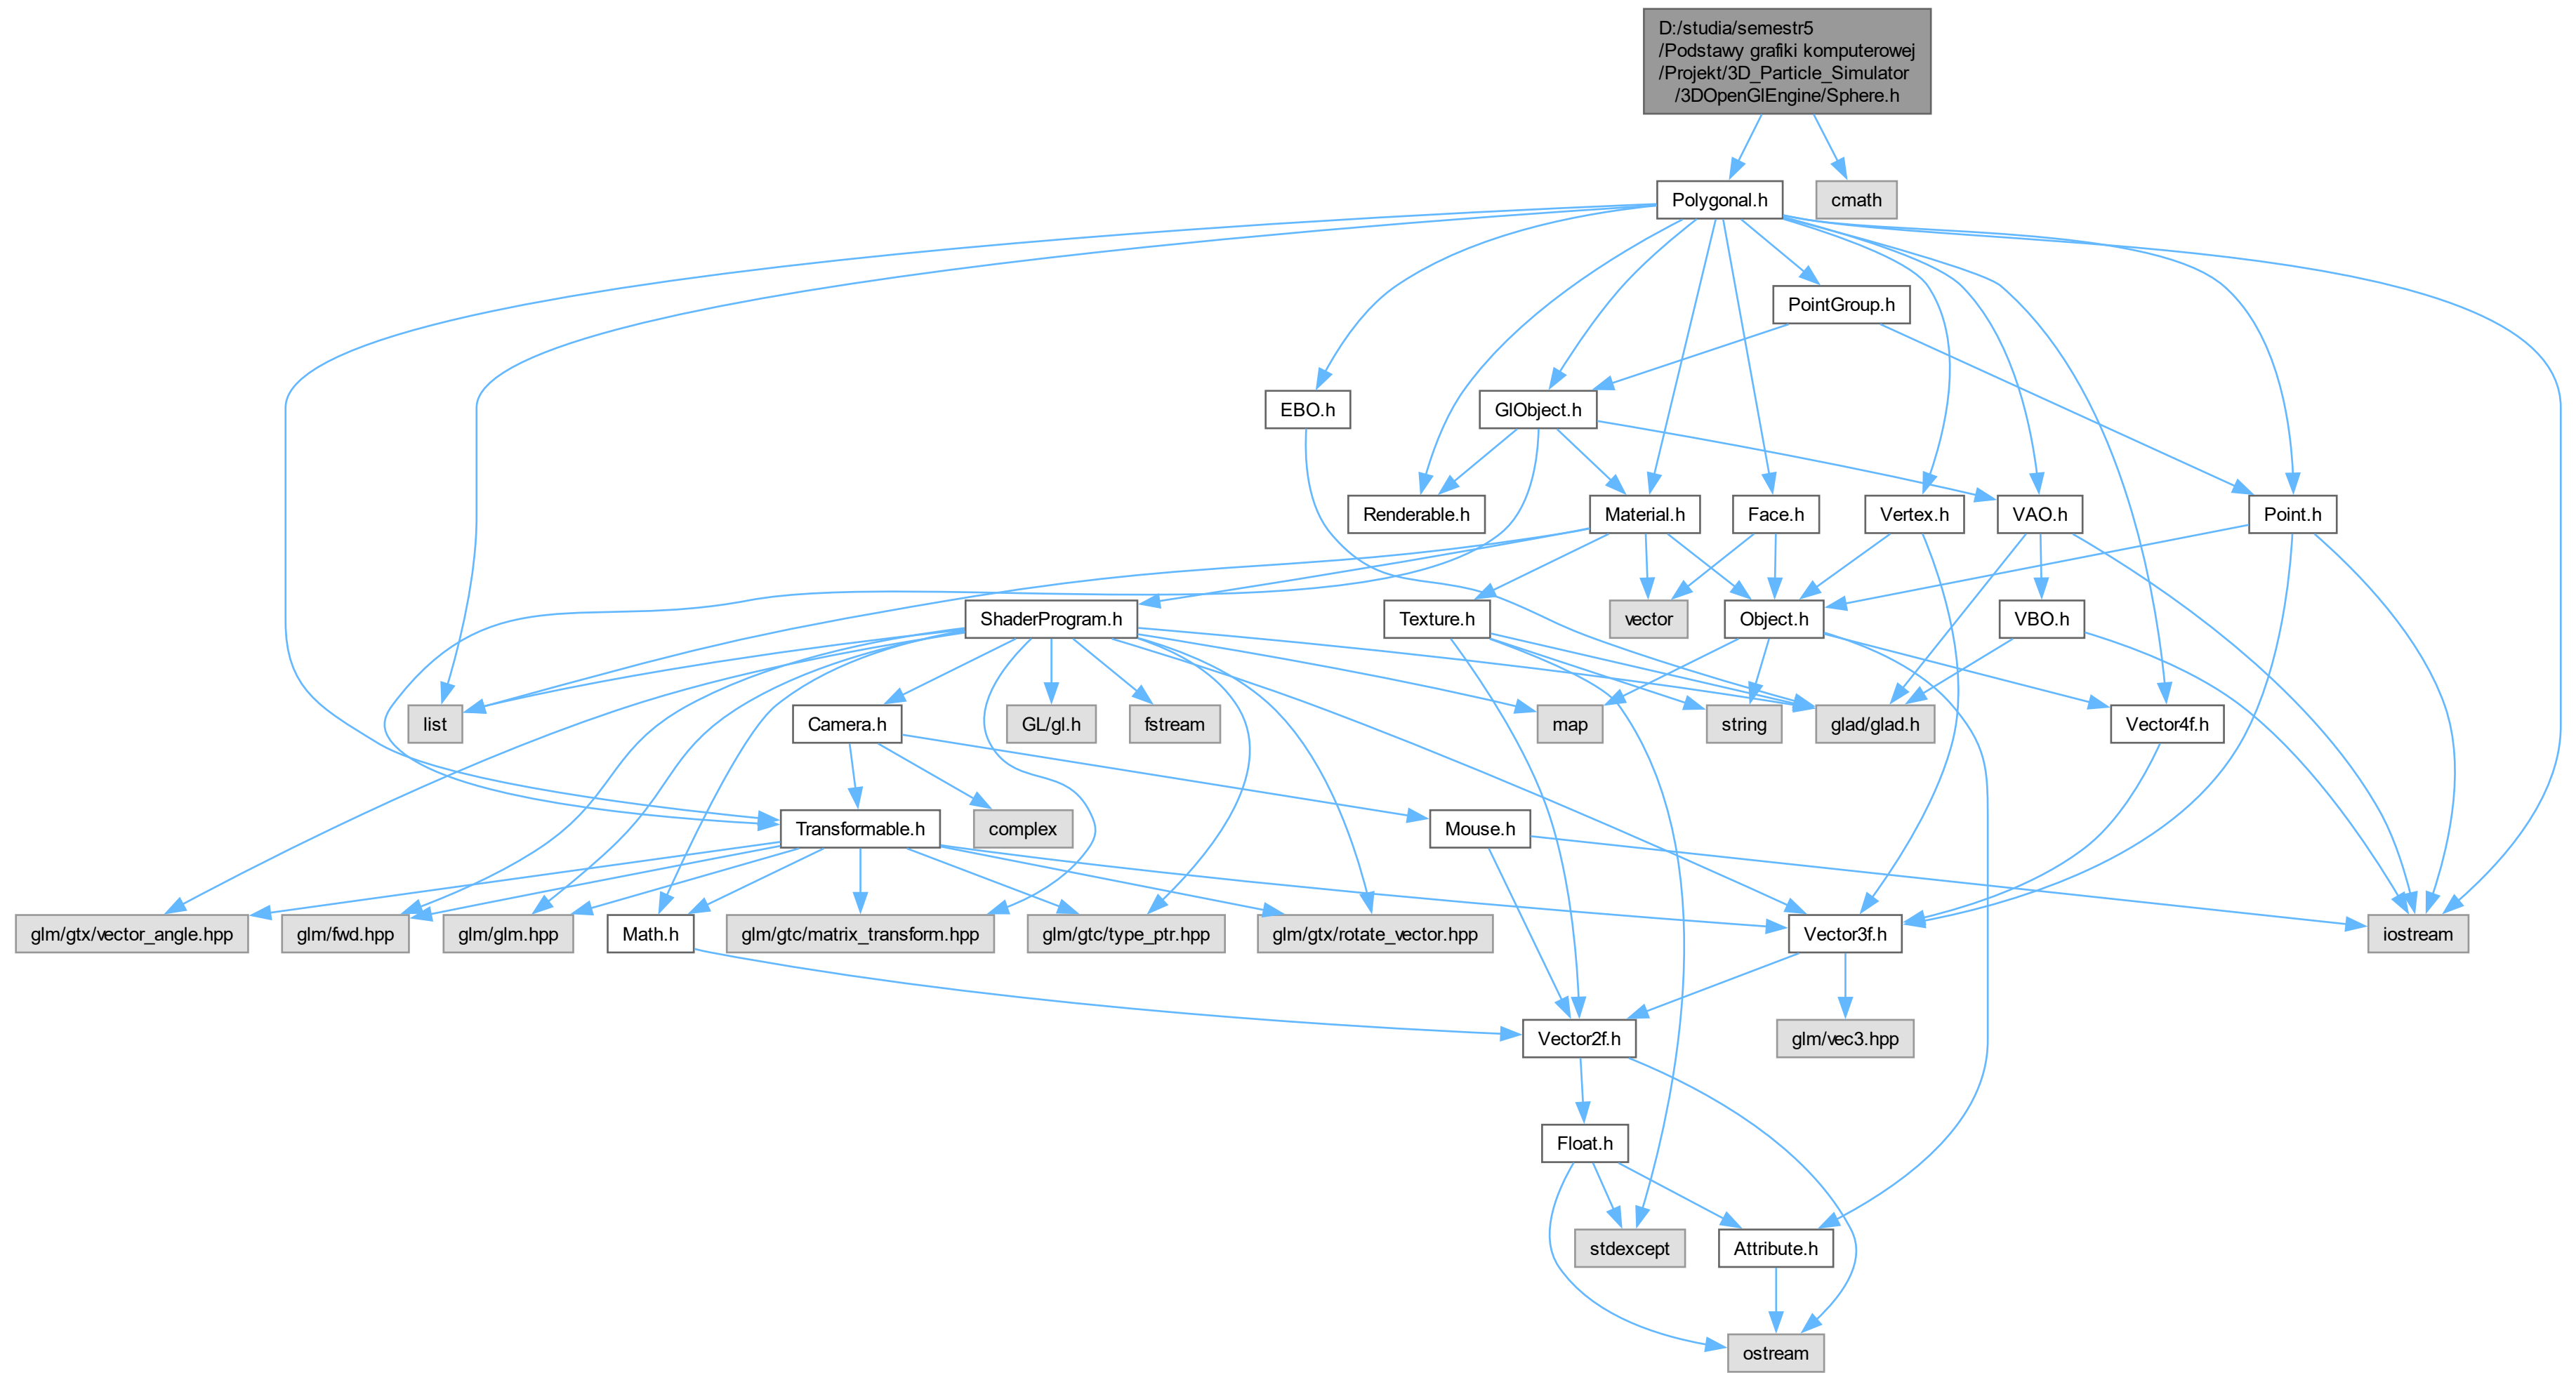 D:/studia/semestr5
/Podstawy grafiki komputerowej
/Projekt/3D_Particle_Simulator
/3DOpenGlEngine/Sphere.h
Polygonal.h
cmath
PointGroup.h
EBO.h
GlObject.h
Renderable.h
Material.h
Face.h
Vertex.h
VAO.h
Point.h
ShaderProgram.h
Texture.h
vector
Object.h
VBO.h
list
Camera.h
GL/gl.h
fstream
map
string
glad/glad.h
Vector4f.h
Transformable.h
complex
Mouse.h
glm/gtx/vector_angle.hpp
glm/fwd.hpp
glm/glm.hpp
Math.h
glm/gtc/matrix_transform.hpp
glm/gtc/type_ptr.hpp
glm/gtx/rotate_vector.hpp
Vector3f.h
iostream
Vector2f.h
glm/vec3.hpp
Float.h
stdexcept
Attribute.h
ostream